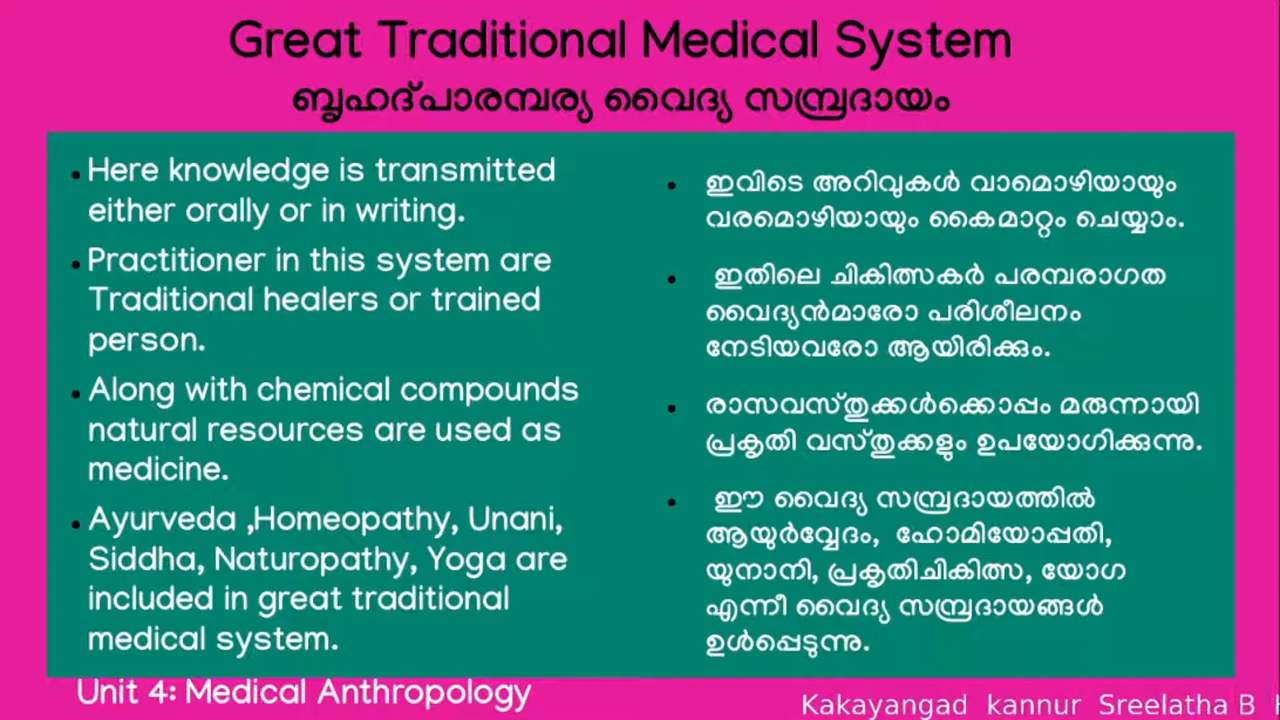 Great Traditional Medical System
ബൃഹദ്പാരമ്പര്യ വൈദ്യ സമ്പ്രദായം
• Here knowledge is transmitted
either orally or in writing.
• Practitioner in this system are
Traditional healers or trained
person.
• Along with chemical compounds
natural resources are used as
medicine.
• Ayurveda ,Homeopathy, Unani,
Siddha, Naturopathy, Yoga are
included in great traditional
medical system.
• ഇവിടെ അറിവുകൾ വാമൊഴിയായും
വരമൊഴിയായും കൈമാറ്റം ചെയ്യാം.
• ഇതിലെ ചികിത്സകർ പരമ്പരാഗത
വൈദ്യൻമാരോ പരിശീലനം
നേടിയവരോ ആയിരിക്കും.
• രാസവസ്തുക്കൾക്കൊപ്പം മരുന്നായി
പ്രകൃതി വസ്തുക്കളും ഉപയോഗിക്കുന്നു.
• ഈ വൈദ്യ സമ്പ്രദായത്തിൽ
ആയുർവ്വേദം, ഹോമിയോപ്പതി,
യുനാനി, പ്രകൃതിചികിത്സ, യോഗ
എന്നീ വൈദ്യ സമ്പ്രദായങ്ങൾ
ഉൾപ്പെടുന്നു.
Unit 4: Medical Anthropology
Kakayangad kannur Sreelatha B